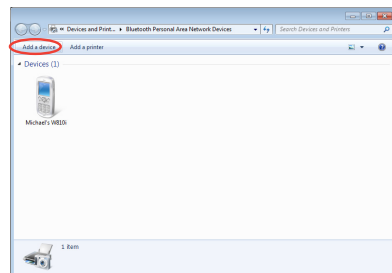 « Devices and Print... ▸ Bluetooth Personal Area Network Devices
Search Devices and Printers
Add a device Add a printer
Devices (1)
Michael's W810i
1 item